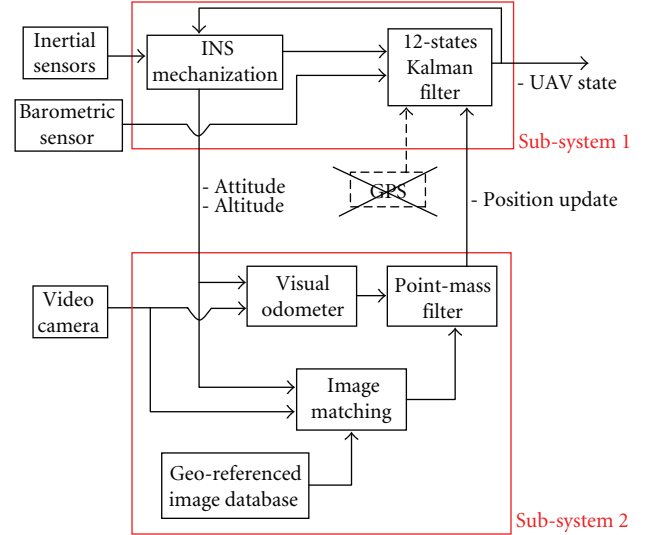 Inertial
sensors
INS
mechanization
12-states
Kalman
filter
- UAV state
Barometric
sensor
Sub-system 1
GPS
- Attitude
- Altitude
- Position update
Video
camera
Visual
odometer
Point-mass
filter
Image
matching
Geo-referenced
image database
Sub-system 2